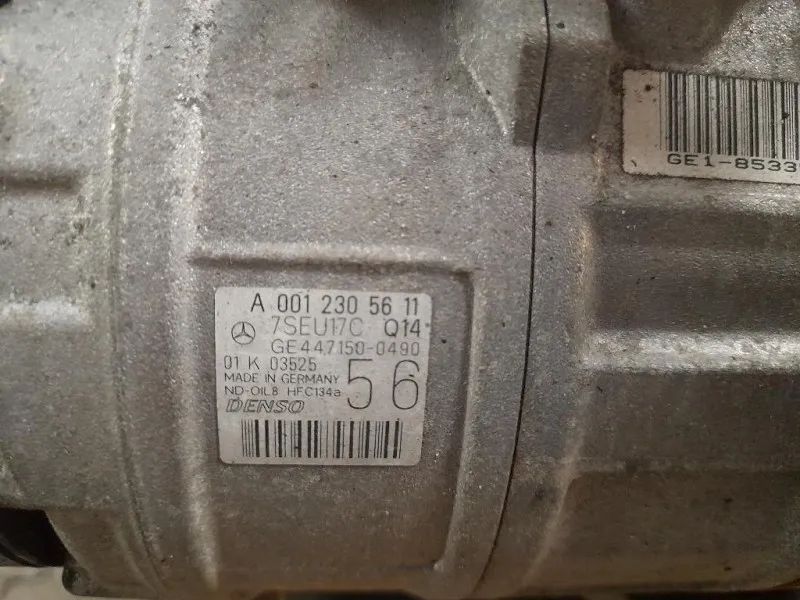 GE1-8533
A 001 230 56 11
7SEU17C Q14
GE447150-0490
01 K 03525
MADE IN GERMANY
ND-OIL8 HFC134a
56
DENSO